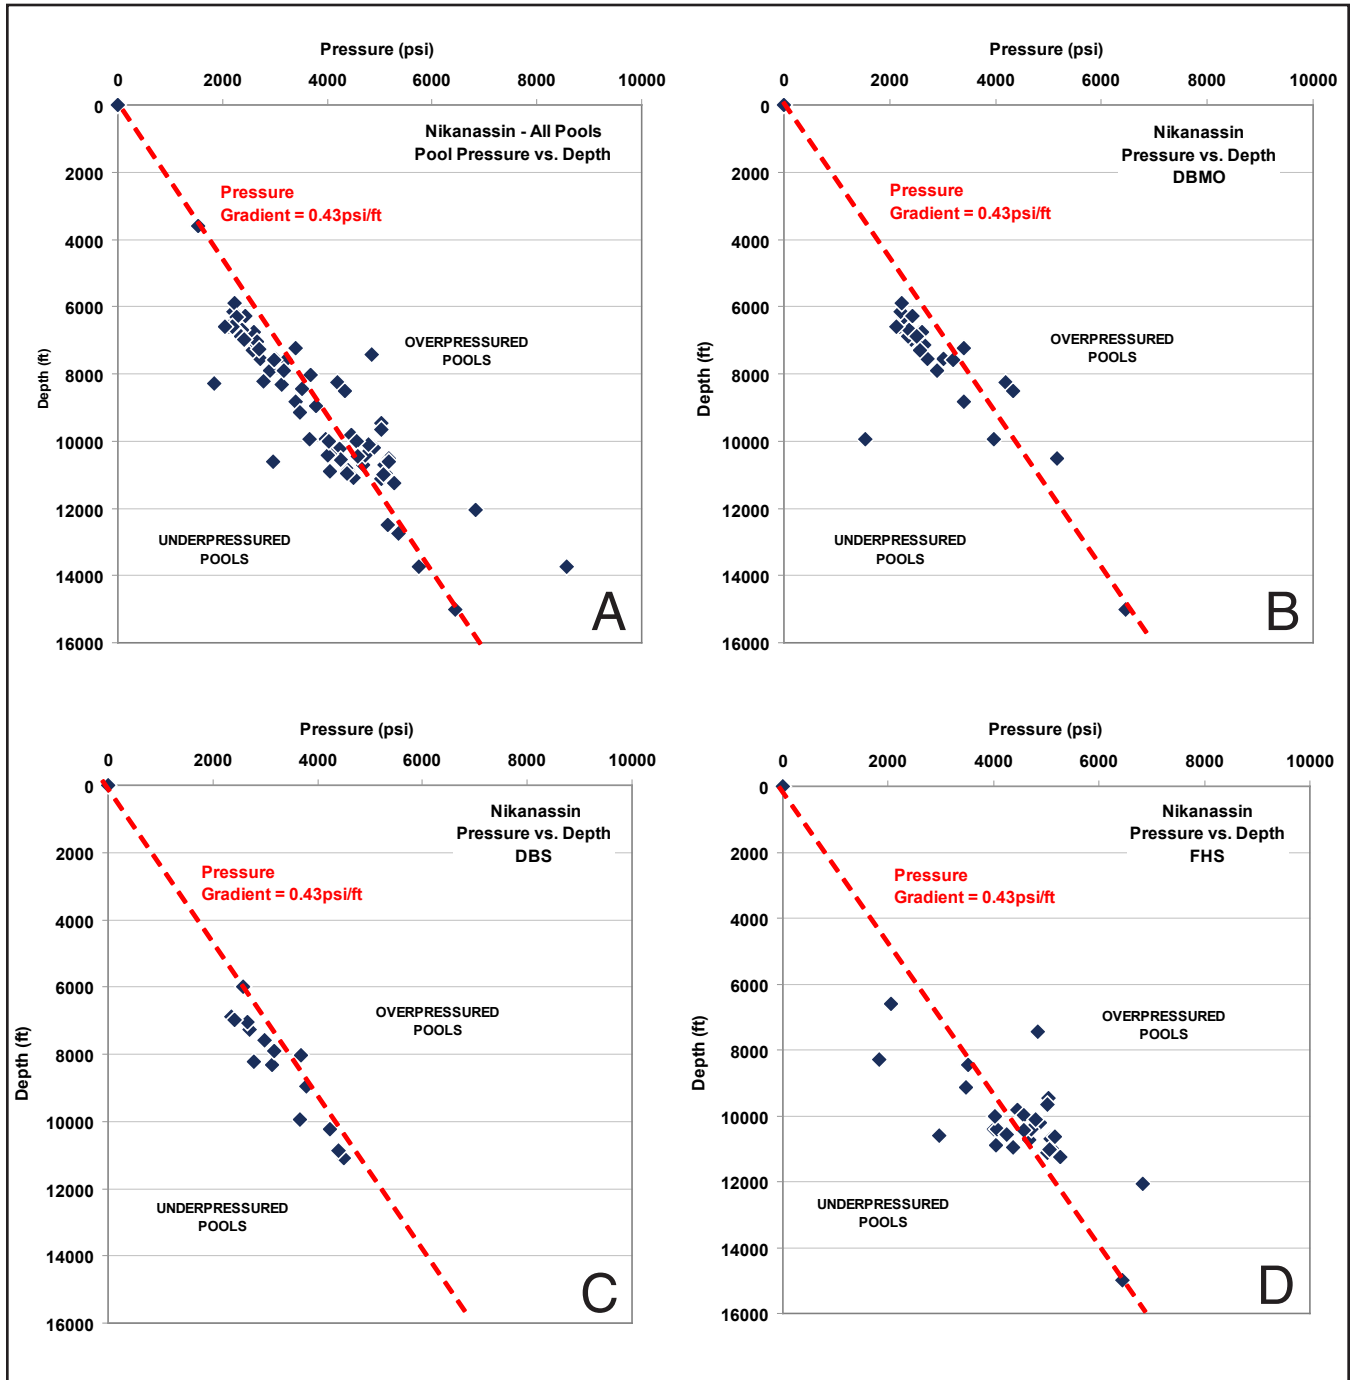 Pressure (psi)
0 2000 4000 6000 8000 10000
0
2000
4000
6000
8000
10000
12000
14000
16000
Depth (ft)
Nikanassin - All Pools
Pool Pressure vs. Depth
Pressure
Gradient = 0.43psi/ft
OVERPRESSURED
POOLS
UNDERPRESSURED
POOLS
A
Pressure (psi)
0 2000 4000 6000 8000 10000
0
2000
4000
6000
8000
10000
12000
14000
16000
Depth (ft)
Nikanassin
Pressure vs. Depth
DBMO
Pressure
Gradient = 0.43psi/ft
OVERPRESSURED
POOLS
UNDERPRESSURED
POOLS
B
Pressure (psi)
0 2000 4000 6000 8000 10000
0
2000
4000
6000
8000
10000
12000
14000
16000
Depth (ft)
Nikanassin
Pressure vs. Depth
DBS
Pressure
Gradient = 0.43psi/ft
OVERPRESSURED
POOLS
UNDERPRESSURED
POOLS
C
Pressure (psi)
0 2000 4000 6000 8000 10000
0
2000
4000
6000
8000
10000
12000
14000
16000
Depth (ft)
Nikanassin
Pressure vs. Depth
FHS
Pressure
Gradient = 0.43psi/ft
OVERPRESSURED
POOLS
UNDERPRESSURED
POOLS
D